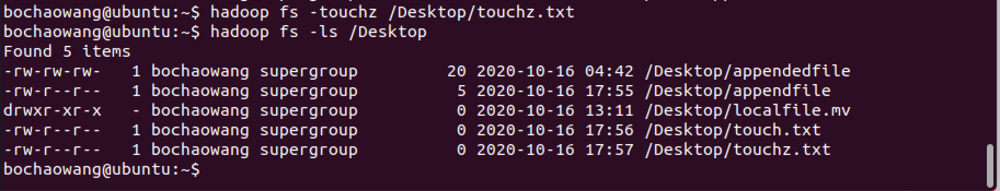 bochaowang@ubuntu:~$ hadoop fs -touchz /Desktop/touchz.txt
bochaowang@ubuntu:~$ hadoop fs -ls /Desktop
Found 5 items
-rw-rw-rw-   1 bochaowang supergroup         20 2020-10-16 04:42 /Desktop/appendedfile
-rw-r--r--   1 bochaowang supergroup          5 2020-10-16 17:55 /Desktop/appendfile
drwxr-xr-x   - bochaowang supergroup          0 2020-10-16 13:11 /Desktop/localfile.mv
-rw-r--r--   1 bochaowang supergroup          0 2020-10-16 17:56 /Desktop/touch.txt
-rw-r--r--   1 bochaowang supergroup          0 2020-10-16 17:57 /Desktop/touchz.txt
bochaowang@ubuntu:~$